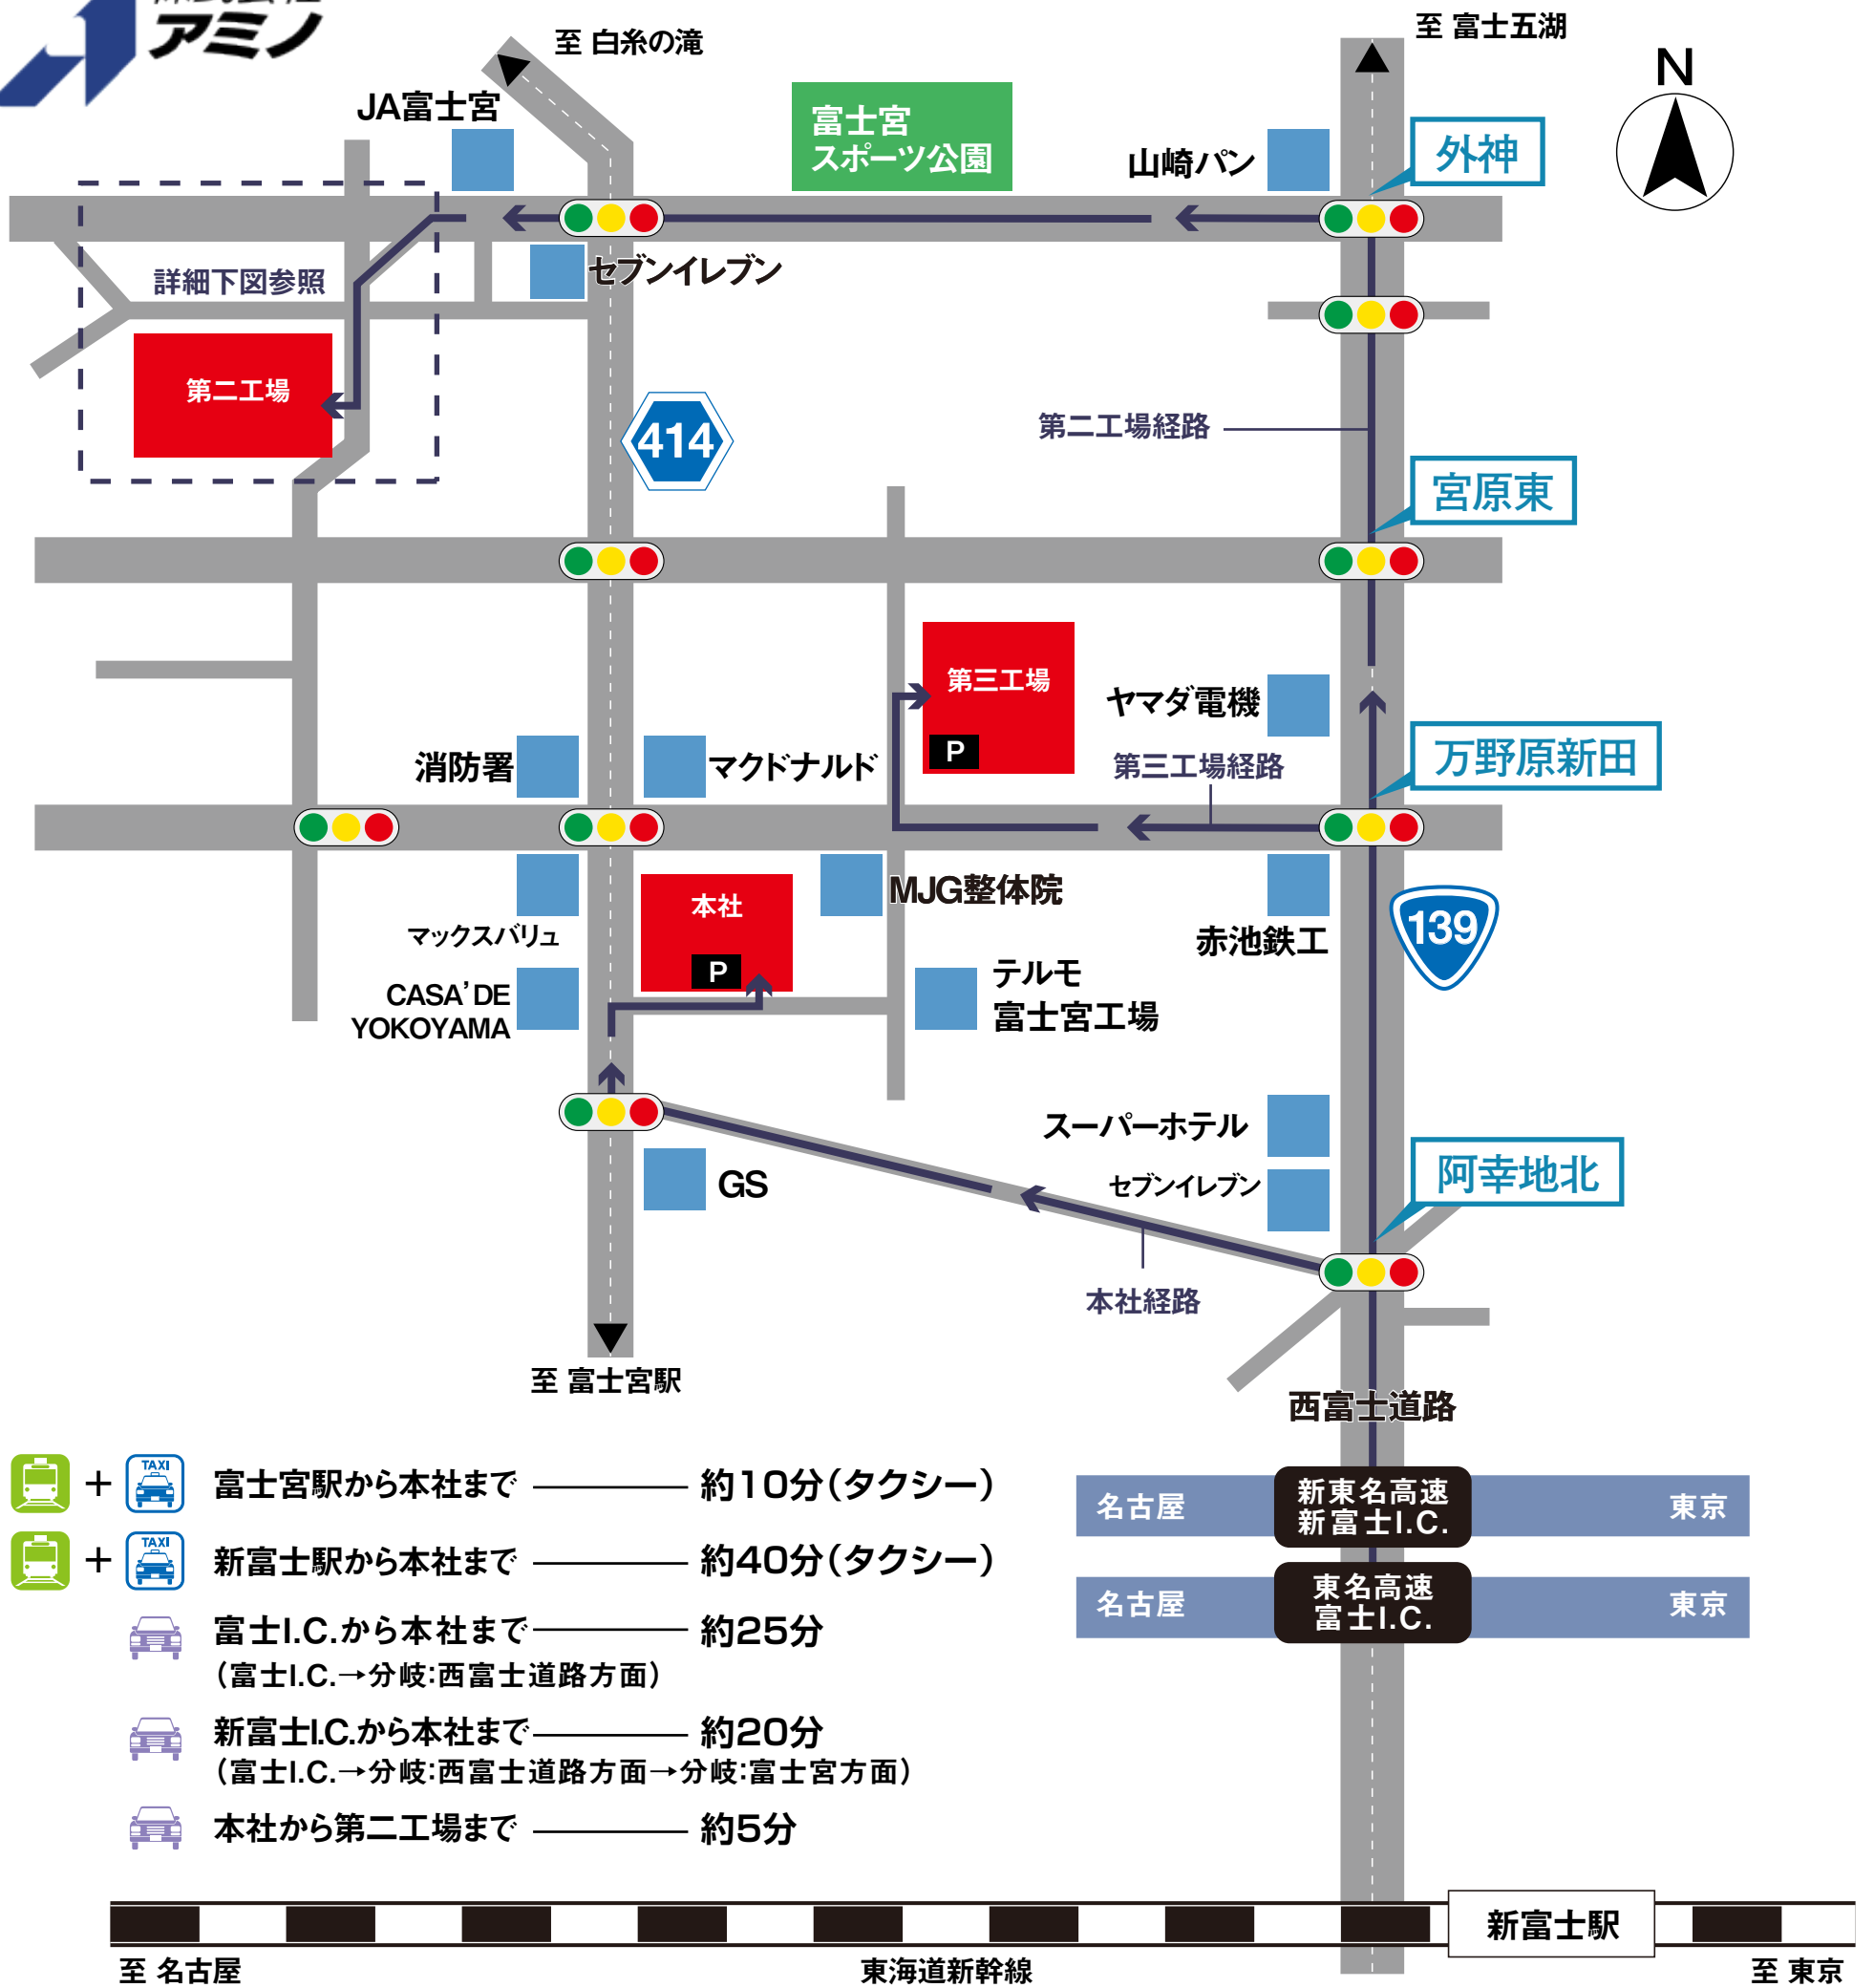 アミノ
至 白糸の滝
至 富士五湖
N
JA富士宮
富士宮
スポーツ公園
山崎パン
外神
セブンイレブン
詳細下図参照
第二工場
414
第二工場経路
宮原東
第三工場
P
ヤマダ電機
第三工場経路
万野原新田
消防署
マクドナルド
本社
P
MJG整体院
赤池鉄工
139
マックスバリュ
CASA’DE
YOKOYAMA
テルモ
富士宮工場
スーパーホテル
セブンイレブン
阿幸地北
GS
本社経路
至 富士宮駅
西富士道路
TAXI
+
富士宮駅から本社まで 約10分（タクシー）
TAXI
+
新富士駅から本社まで 約40分（タクシー）
富士I.C.から本社まで 約25分
（富士I.C.→分岐：西富士道路方面）
新富士I.C.から本社まで 約20分
（富士I.C.→分岐：西富士道路方面→分岐：富士宮方面）
本社から第二工場まで 約5分
名古屋
新東名高速
新富士I.C.
東京
名古屋
東名高速
富士I.C.
東京
新富士駅
至 名古屋
東海道新幹線
至 東京